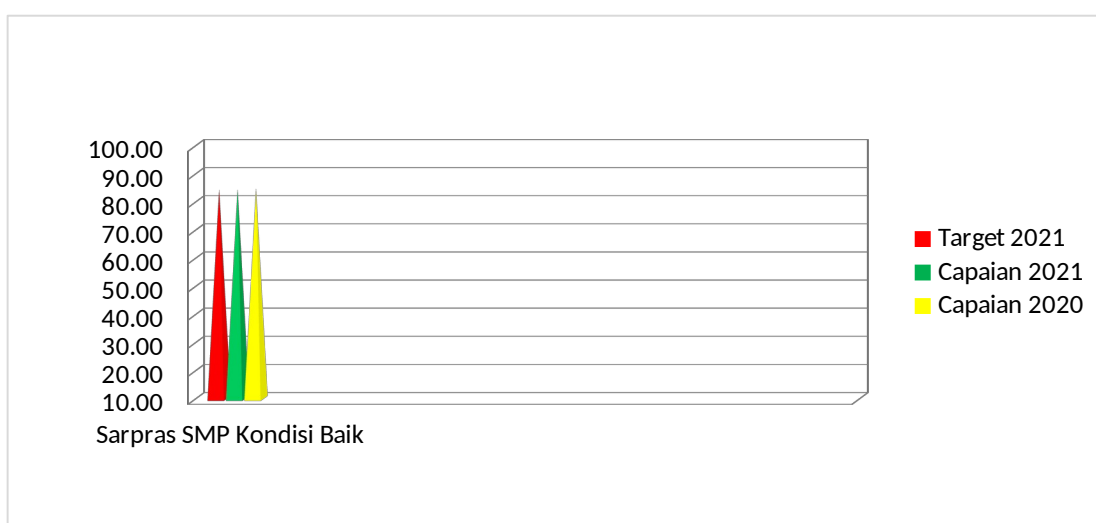 100.00
90.00
80.00
70.00
60.00
50.00
40.00
30.00
20.00
10.00
Sarpras SMP Kondisi Baik
Target 2021
Capaian 2021
Capaian 2020